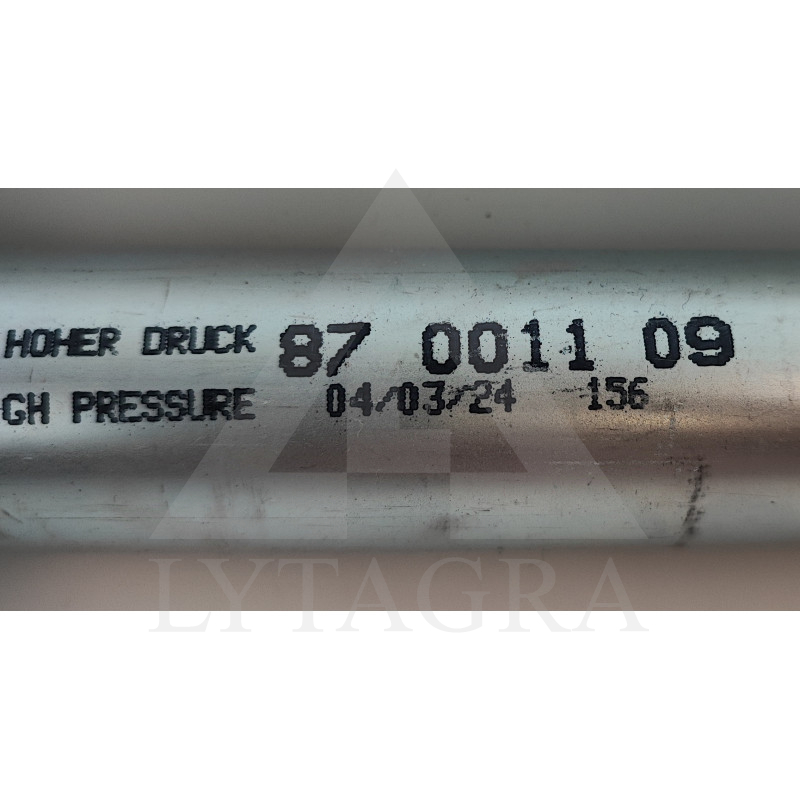 HOHER DRUCK 87 0011 09
GH PRESSURE 04/03/24 156
LYTAGRA